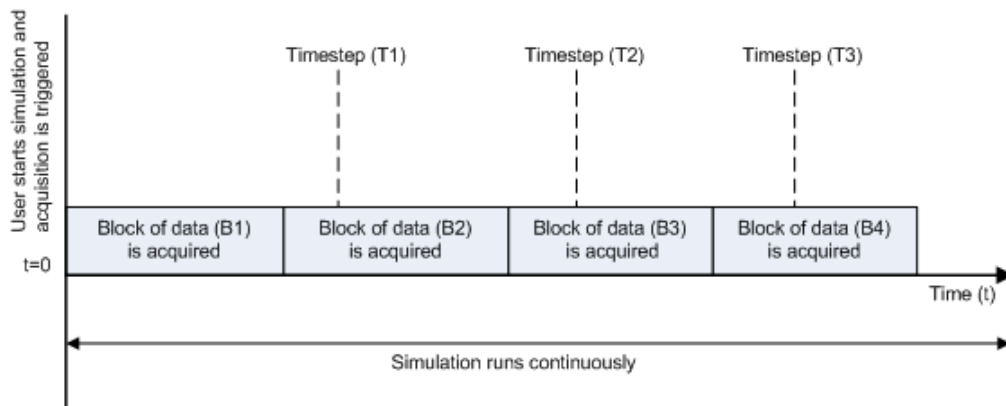 User starts simulation and
acquisition is triggered
Timestep (T1)
Timestep (T2)
Timestep (T3)
Block of data (B1)
is acquired
Block of data (B2)
is acquired
Block of data (B3)
is acquired
Block of data (B4)
is acquired
t=0
Time (t)
Simulation runs continuously